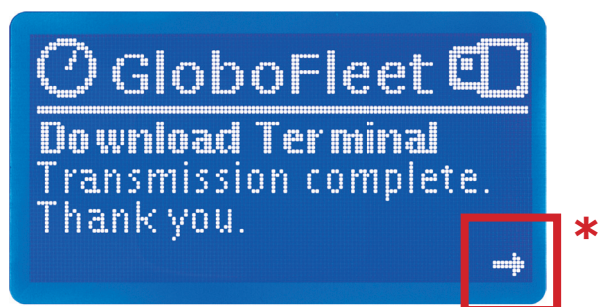 GloboFleet
Download Terminal
Transmission complete.
Thank you.
→
*